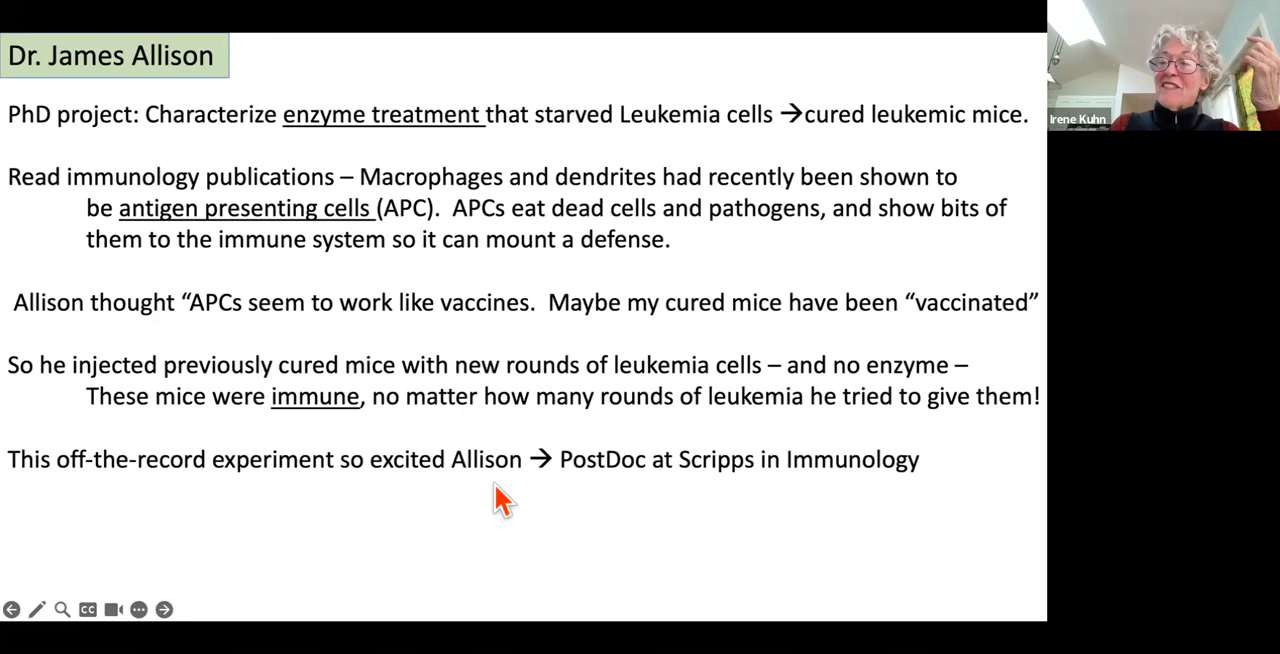 Dr. James Allison
PhD project: Characterize enzyme treatment that starved Leukemia cells →cured leukemic mice.
Read immunology publications – Macrophages and dendrites had recently been shown to
be antigen presenting cells (APC). APCs eat dead cells and pathogens, and show bits of
them to the immune system so it can mount a defense.
Allison thought “APCs seem to work like vaccines. Maybe my cured mice have been “vaccinated”
So he injected previously cured mice with new rounds of leukemia cells – and no enzyme –
These mice were immune, no matter how many rounds of leukemia he tried to give them!
This off-the-record experiment so excited Allison → PostDoc at Scripps in Immunology
CC
Irene Kuhn